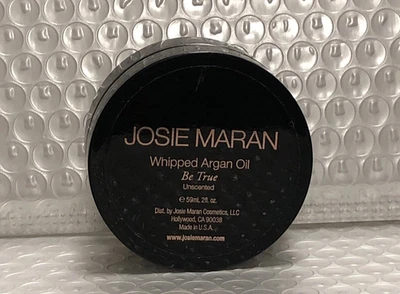 JOSIE MARAN
Whipped Argan Oil
Be True
Unscented
℮ 59mL 2fl. oz.
Dist. by Josie Maran Cosmetics, LLC
Hollywood, CA 90038
Made in U.S.A.
www.josiemaran.com